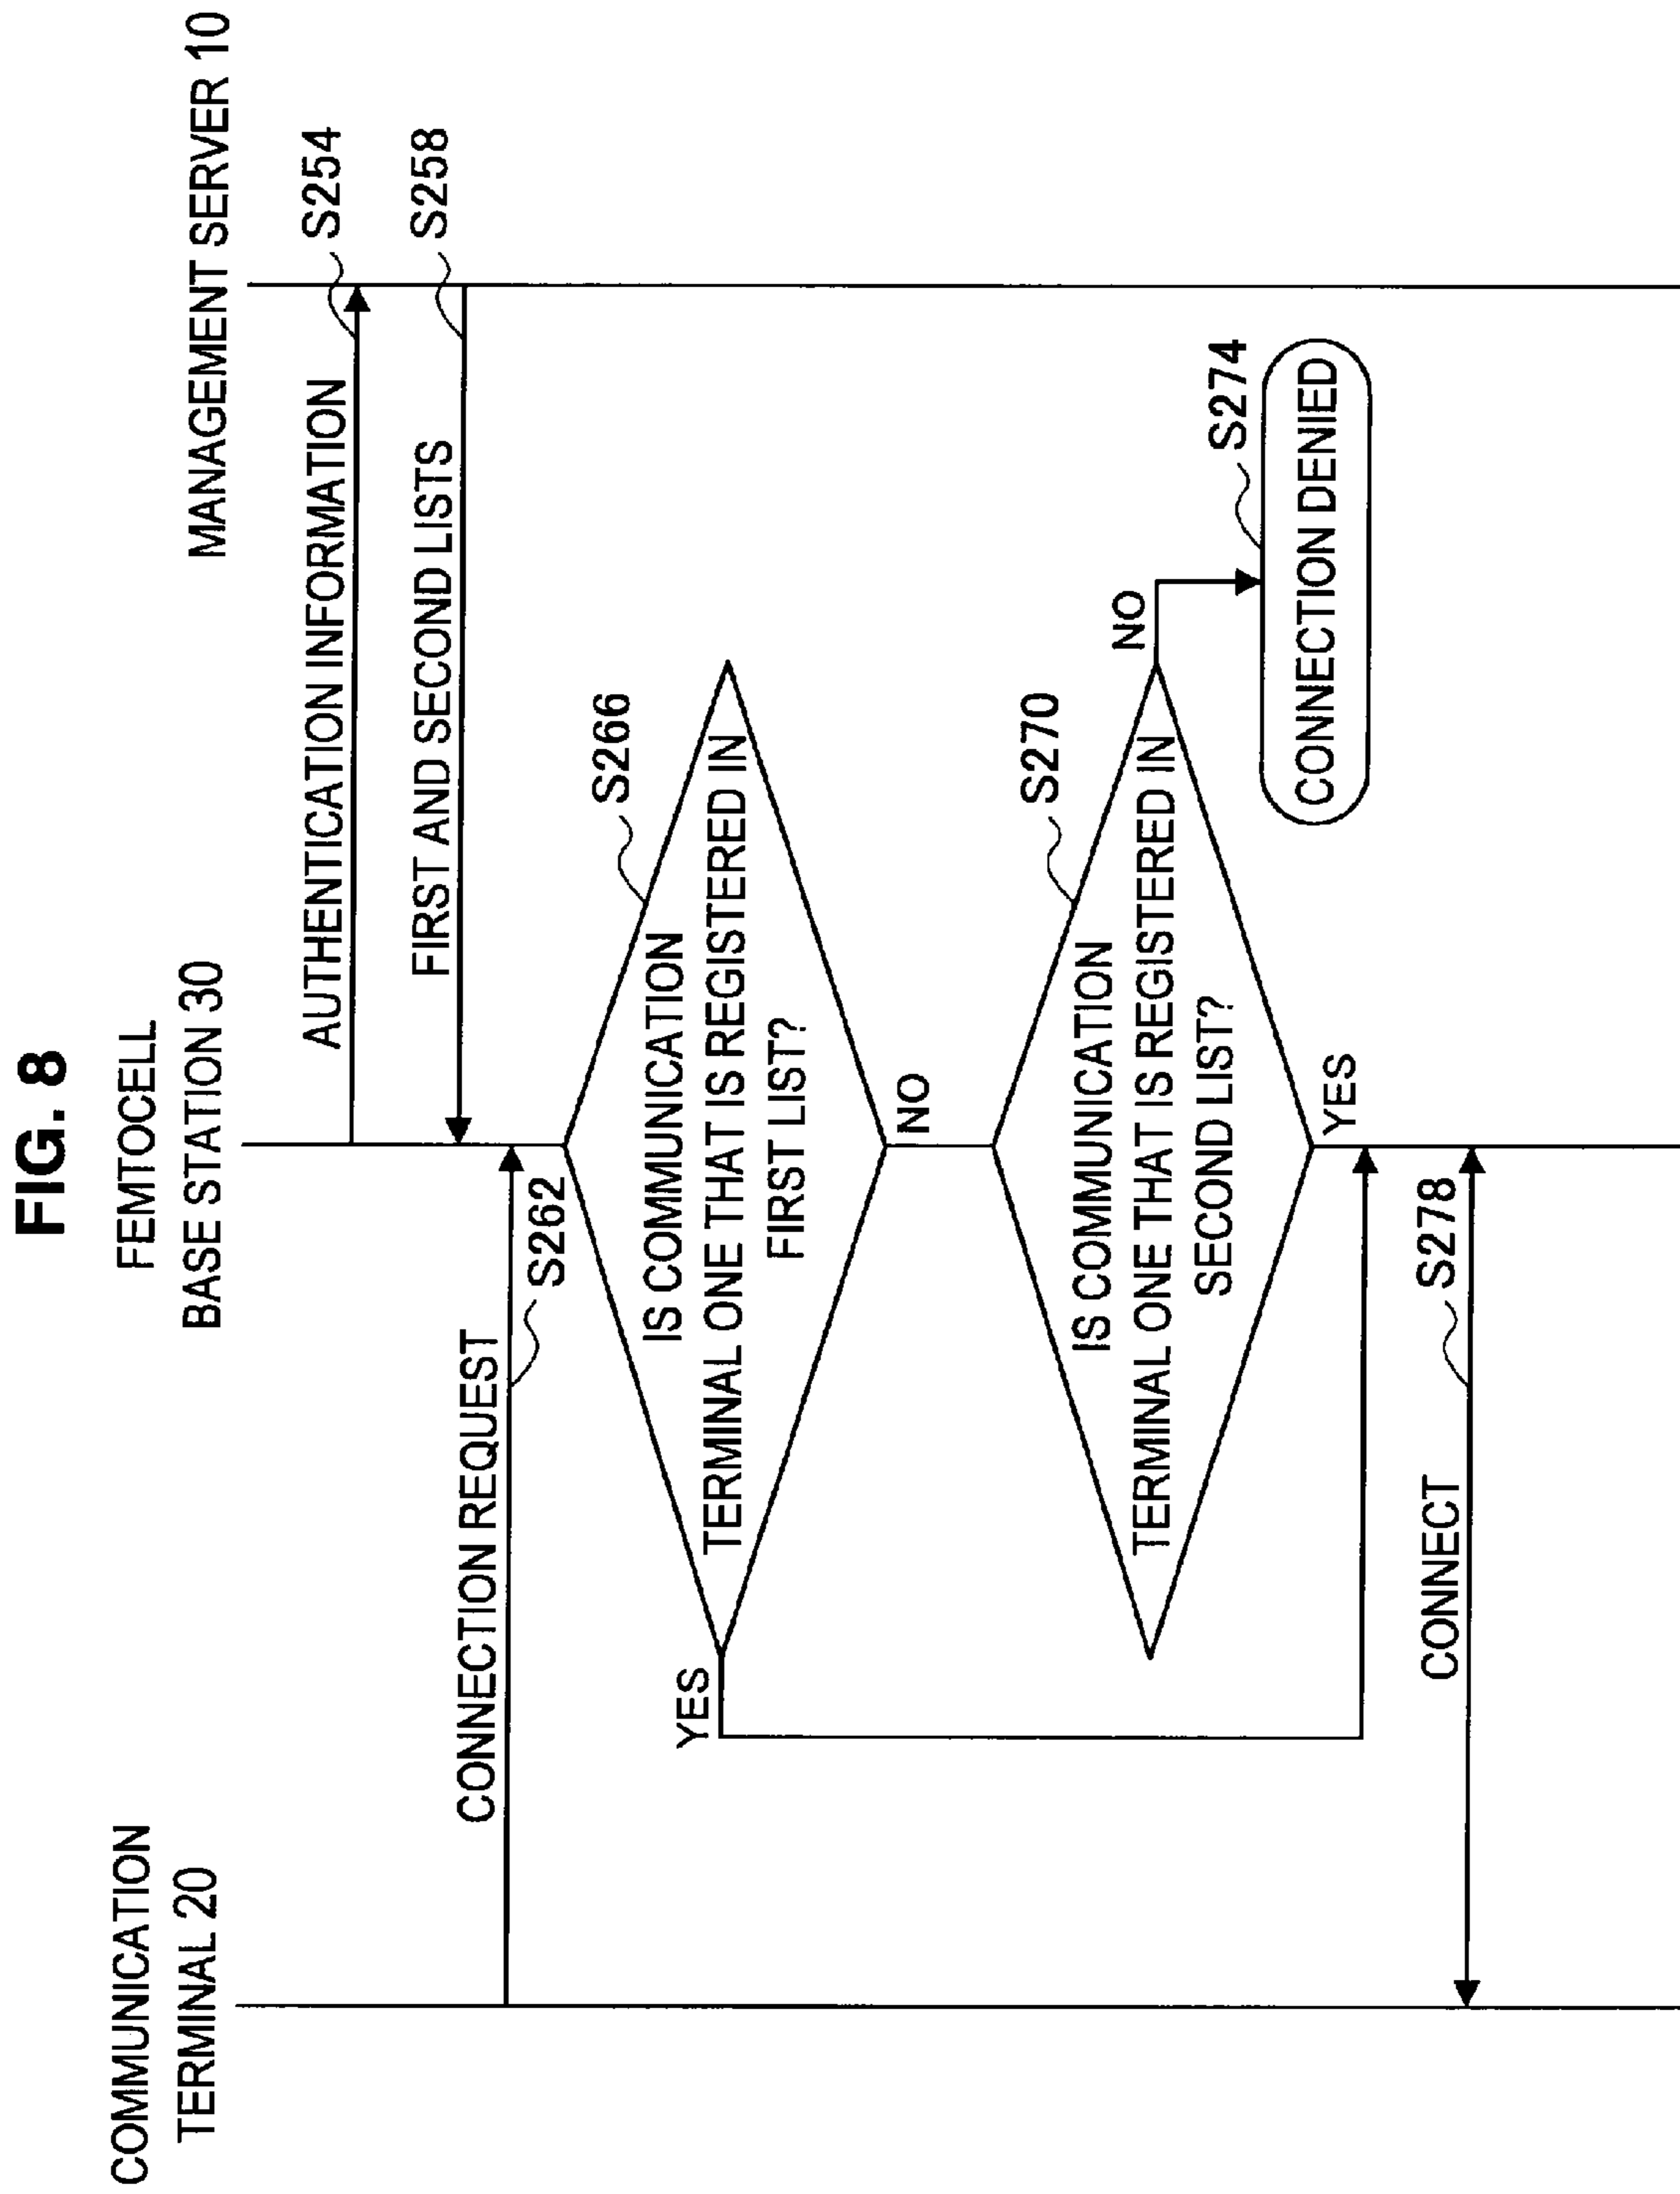 FIG. 8
COMMUNICATION
TERMINAL 20
FEMTOCELL
BASE STATION 30
MANAGEMENT SERVER 10
AUTHENTICATION INFORMATION
S254
FIRST AND SECOND LISTS
S258
CONNECTION REQUEST
S262
S266
IS COMMUNICATION
TERMINAL ONE THAT IS REGISTERED IN
FIRST LIST?
YES
NO
S270
IS COMMUNICATION
TERMINAL ONE THAT IS REGISTERED IN
SECOND LIST?
NO
S274
CONNECTION DENIED
YES
CONNECT
S278